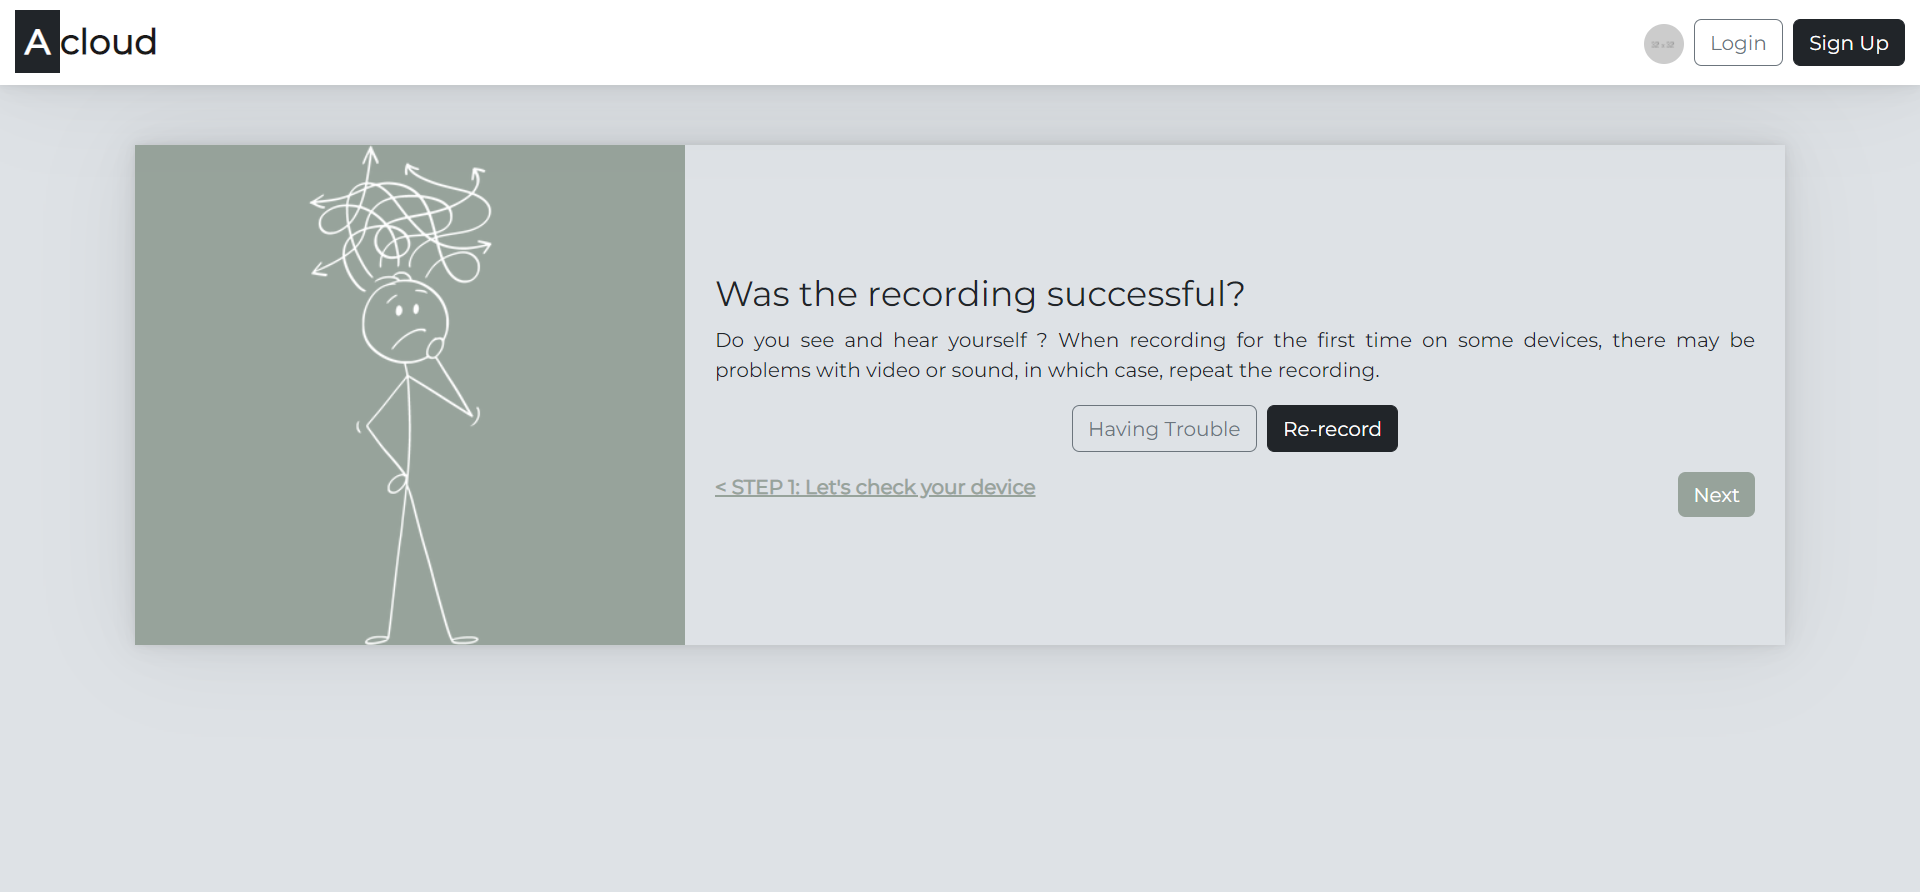 A cloud
Login
Sign Up
Was the recording successful?
Do you see and hear yourself ? When recording for the first time on some devices, there may be
problems with video or sound, in which case, repeat the recording.
Having Trouble
Re-record
< STEP 1: Let's check your device
Next